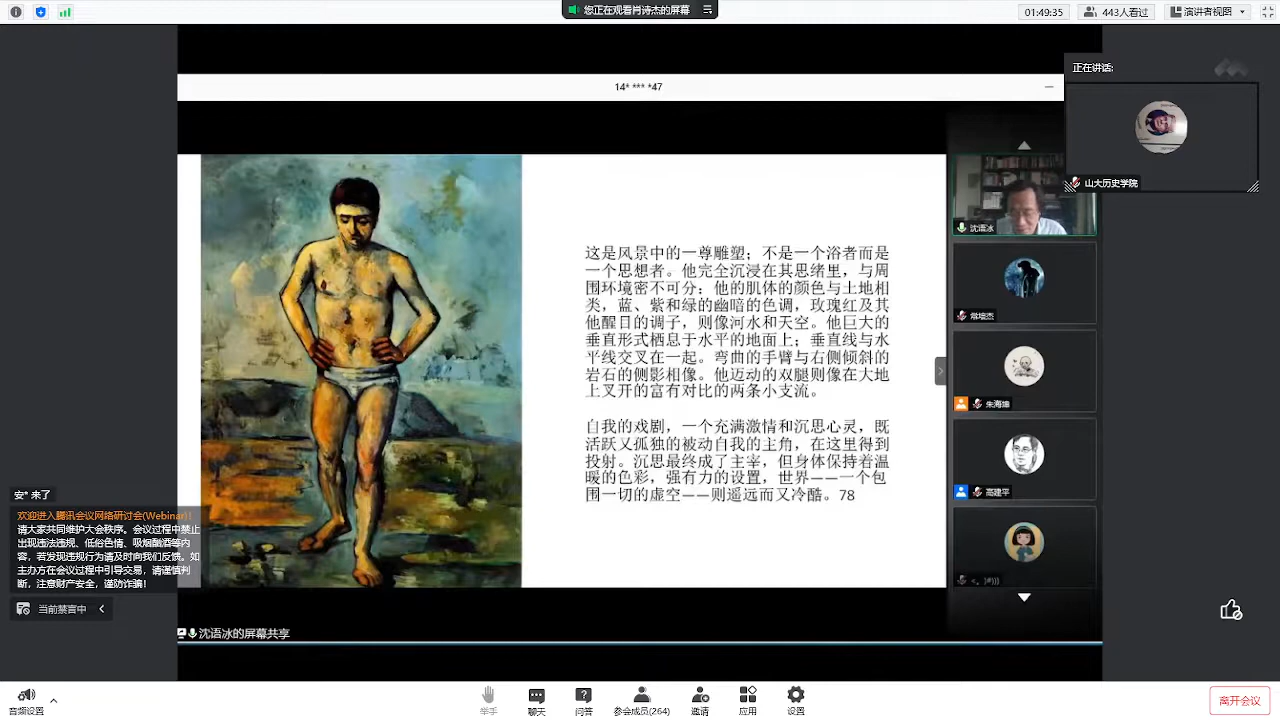 您正在观看肖诗杰的屏幕
01:49:35
443人看过
演讲者视图
14* *** *47
正在讲话:
山大历史学院
沈语冰
常培杰
高建平
这是风景中的一尊雕塑；不是一个浴者而是
一个思想者。他完全沉浸在其思绪里，与周
围环境密不可分：他的肌体的颜色与土地相
类，蓝、紫和绿的幽暗的色调，玫瑰红及其
他醒目的调子，则像河水和天空。他巨大的
垂直形式栖息于水平的地面上；垂直线与水
平线交叉在一起。弯曲的手臂与右侧倾斜的
岩石的侧影相像。他迈动的双腿则像在大地
上叉开的富有对比的两条小支流。
自我的戏剧，一个充满激情和沉思心灵，既
活跃又孤独的被动自我的主角，在这里得到
投射。沉思最终成了主宰，但身体保持着温
暖的色彩，强有力的设置，世界——一个包
围一切的虚空——则遥远而又冷酷。78
安* 来了
欢迎进入腾讯会议网络研讨会(Webinar)！
请大家共同维护大会秩序。会议过程中禁止
出现违法违规、低俗色情、吸烟酗酒等内
容，若发现违规行为请及时向我们反馈。如
主办方在会议过程中引导交易，请谨慎判
断，注意财产安全，谨防诈骗！
当前禁言中
沈语冰的屏幕共享
音频设置
举手
聊天
问答
参会成员(264)
邀请
应用
设置
离开会议